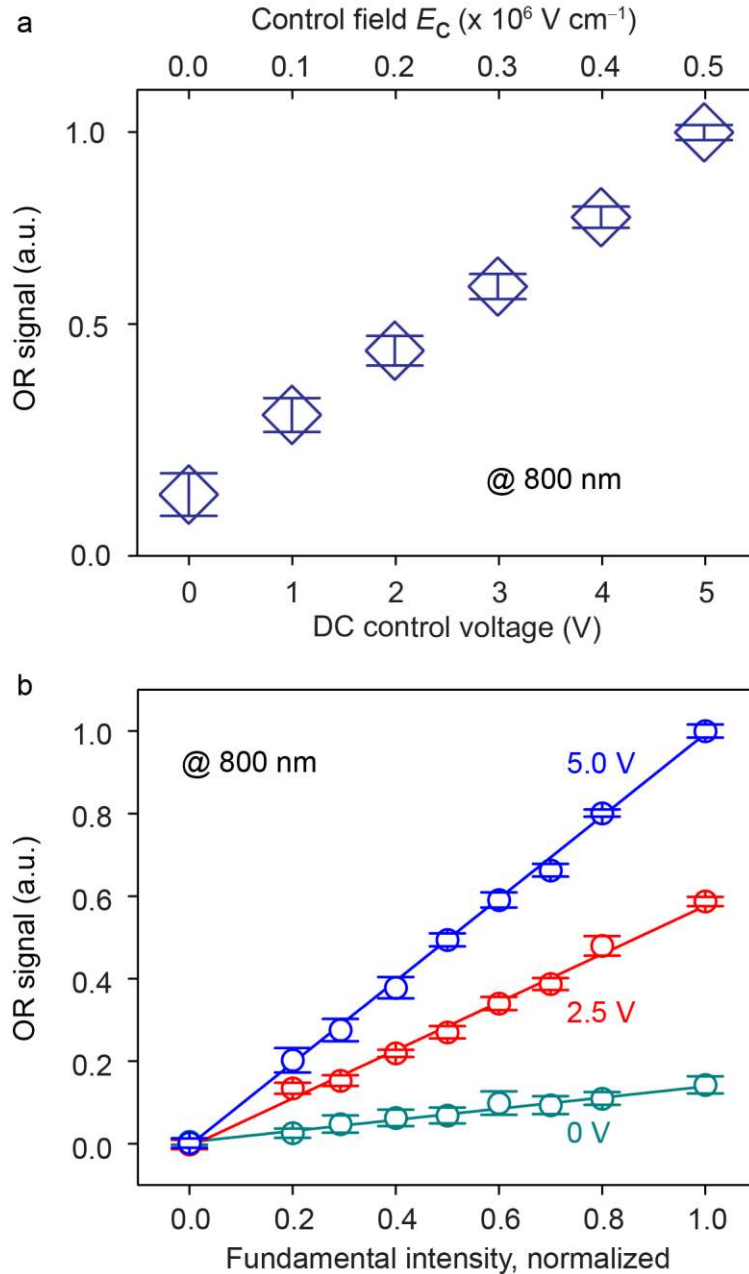 a
Control field E_C (x 10⁶ V cm⁻¹)
0.0 0.1 0.2 0.3 0.4 0.5
1.0
0.5
0.0
OR signal (a.u.)
@ 800 nm
0 1 2 3 4 5
DC control voltage (V)
b
@ 800 nm
5.0 V
2.5 V
0 V
1.0
0.8
0.6
0.4
0.2
0.0
OR signal (a.u.)
0.0 0.2 0.4 0.6 0.8 1.0
Fundamental intensity, normalized